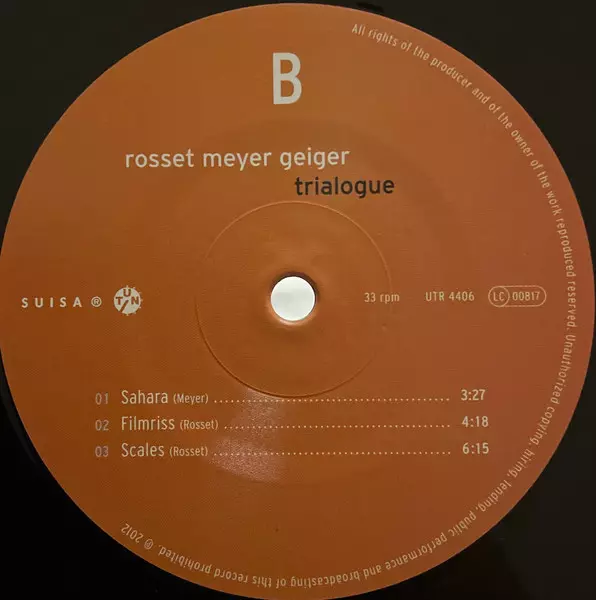 B
rosset meyer geiger
trialogue
SUISA ®
UNIT
33 rpm
UTR 4406
LC 00817
01 Sahara (Meyer) 3:27
02 Filmriss (Rosset) 4:18
03 Scales (Rosset) 6:15
All rights of the producer and of the owner of the work reproduced reserved. Unauthorized copying, hiring, lending, public performance and broadcasting of this record prohibited. ℗ 2012